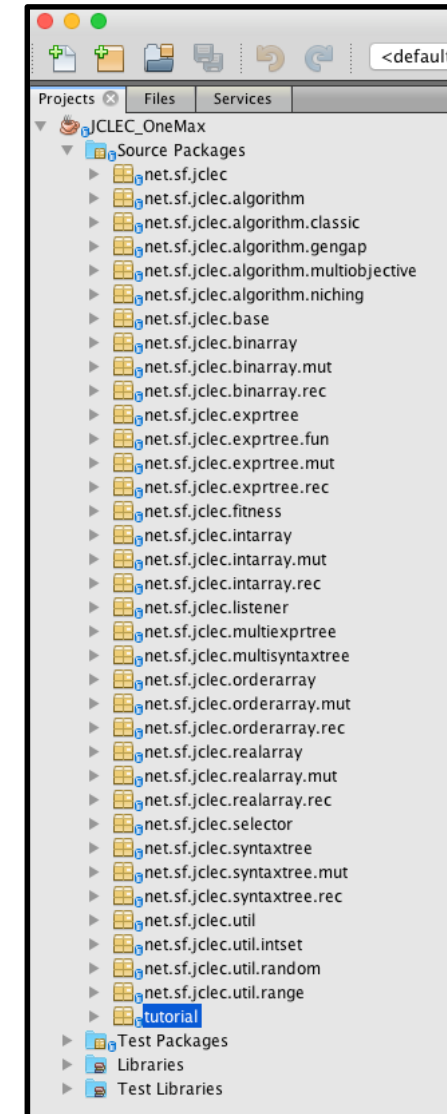 <default
Projects Files Services
JCLEC_OneMax
Source Packages
net.sf.jclec
net.sf.jclec.algorithm
net.sf.jclec.algorithm.classic
net.sf.jclec.algorithm.gengap
net.sf.jclec.algorithm.multiobjective
net.sf.jclec.algorithm.niching
net.sf.jclec.base
net.sf.jclec.binarray
net.sf.jclec.binarray.mut
net.sf.jclec.binarray.rec
net.sf.jclec.exprtree
net.sf.jclec.exprtree.fun
net.sf.jclec.exprtree.mut
net.sf.jclec.exprtree.rec
net.sf.jclec.fitness
net.sf.jclec.intarray
net.sf.jclec.intarray.mut
net.sf.jclec.intarray.rec
net.sf.jclec.listener
net.sf.jclec.multiexprtree
net.sf.jclec.multisyntaxtree
net.sf.jclec.orderarray
net.sf.jclec.orderarray.mut
net.sf.jclec.orderarray.rec
net.sf.jclec.realarray
net.sf.jclec.realarray.mut
net.sf.jclec.realarray.rec
net.sf.jclec.selector
net.sf.jclec.syntaxtree
net.sf.jclec.syntaxtree.mut
net.sf.jclec.syntaxtree.rec
net.sf.jclec.util
net.sf.jclec.util.intset
net.sf.jclec.util.random
net.sf.jclec.util.range
tutorial
Test Packages
Libraries
Test Libraries